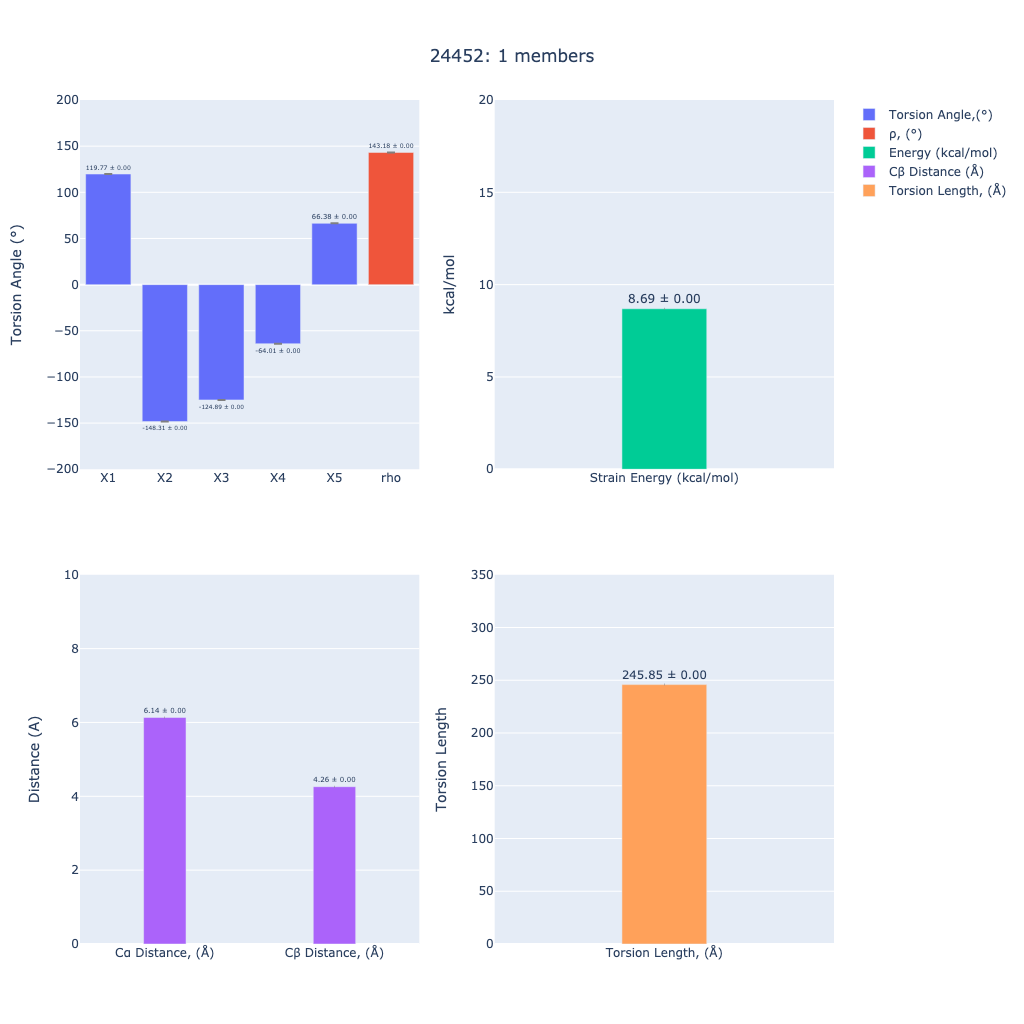 24452: 1 members
Torsion Angle (°)
200
150
100
50
0
−50
−100
−150
−200
119.77 ± 0.00
-148.31 ± 0.00
-124.89 ± 0.00
-64.01 ± 0.00
66.38 ± 0.00
143.18 ± 0.00
X1 X2 X3 X4 X5 rho
kcal/mol
20
15
10
5
0
8.69 ± 0.00
Strain Energy (kcal/mol)
Torsion Angle,(°)
ρ, (°)
Energy (kcal/mol)
Cβ Distance (Å)
Torsion Length, (Å)
Distance (A)
10
8
6
4
2
0
6.14 ± 0.00
4.26 ± 0.00
Cα Distance, (Å) Cβ Distance, (Å)
Torsion Length
350
300
250
200
150
100
50
0
245.85 ± 0.00
Torsion Length, (Å)